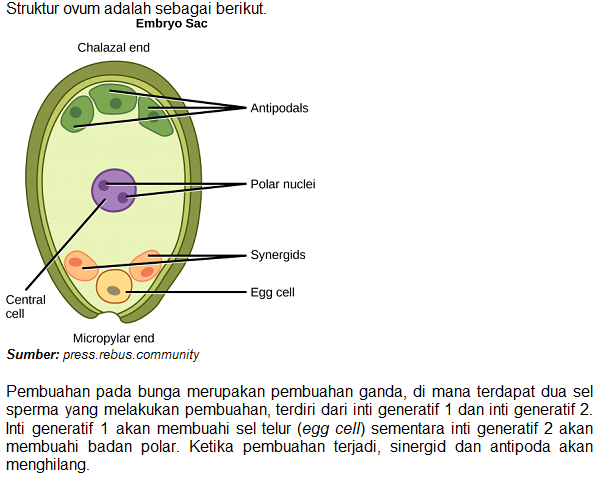 Struktur ovum adalah sebagai berikut.
Embryo Sac
Chalazal end
Antipodals
Polar nuclei
Synergids
Egg cell
Central
cell
Micropylar end
Sumber: press.rebus.community
Pembuahan pada bunga merupakan pembuahan ganda, di mana terdapat dua sel
sperma yang melakukan pembuahan, terdiri dari inti generatif 1 dan inti generatif 2.
Inti generatif 1 akan membuahi sel telur (egg cell) sementara inti generatif 2 akan
membuahi badan polar. Ketika pembuahan terjadi, sinergid dan antipoda akan
menghilang.